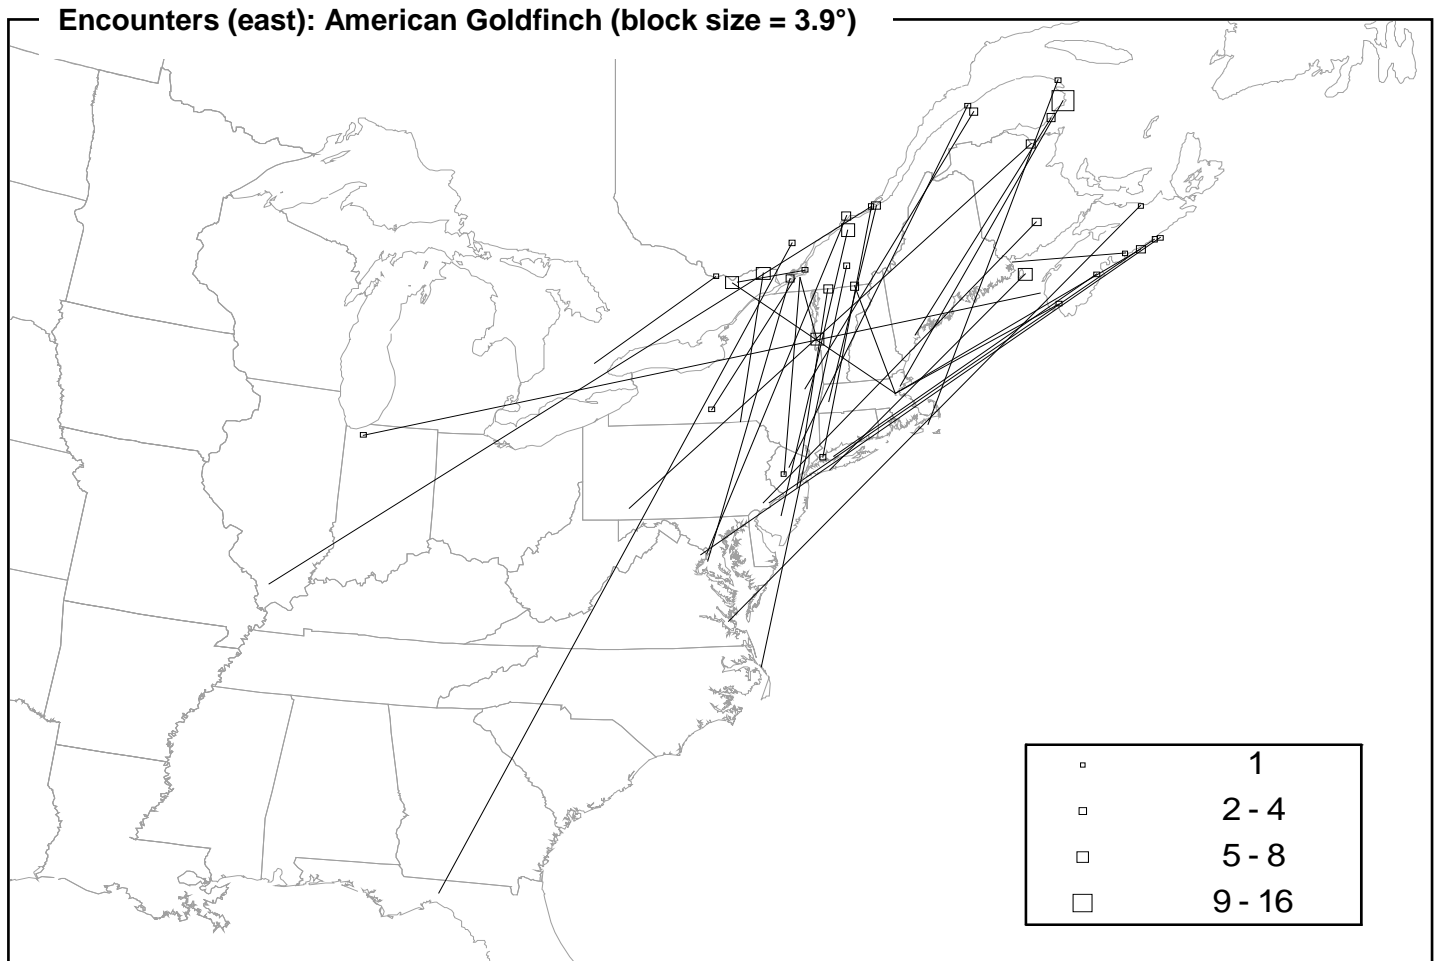 Encounters (east): American Goldfinch (block size = 3.9°)
1
2 - 4
5 - 8
9 - 16